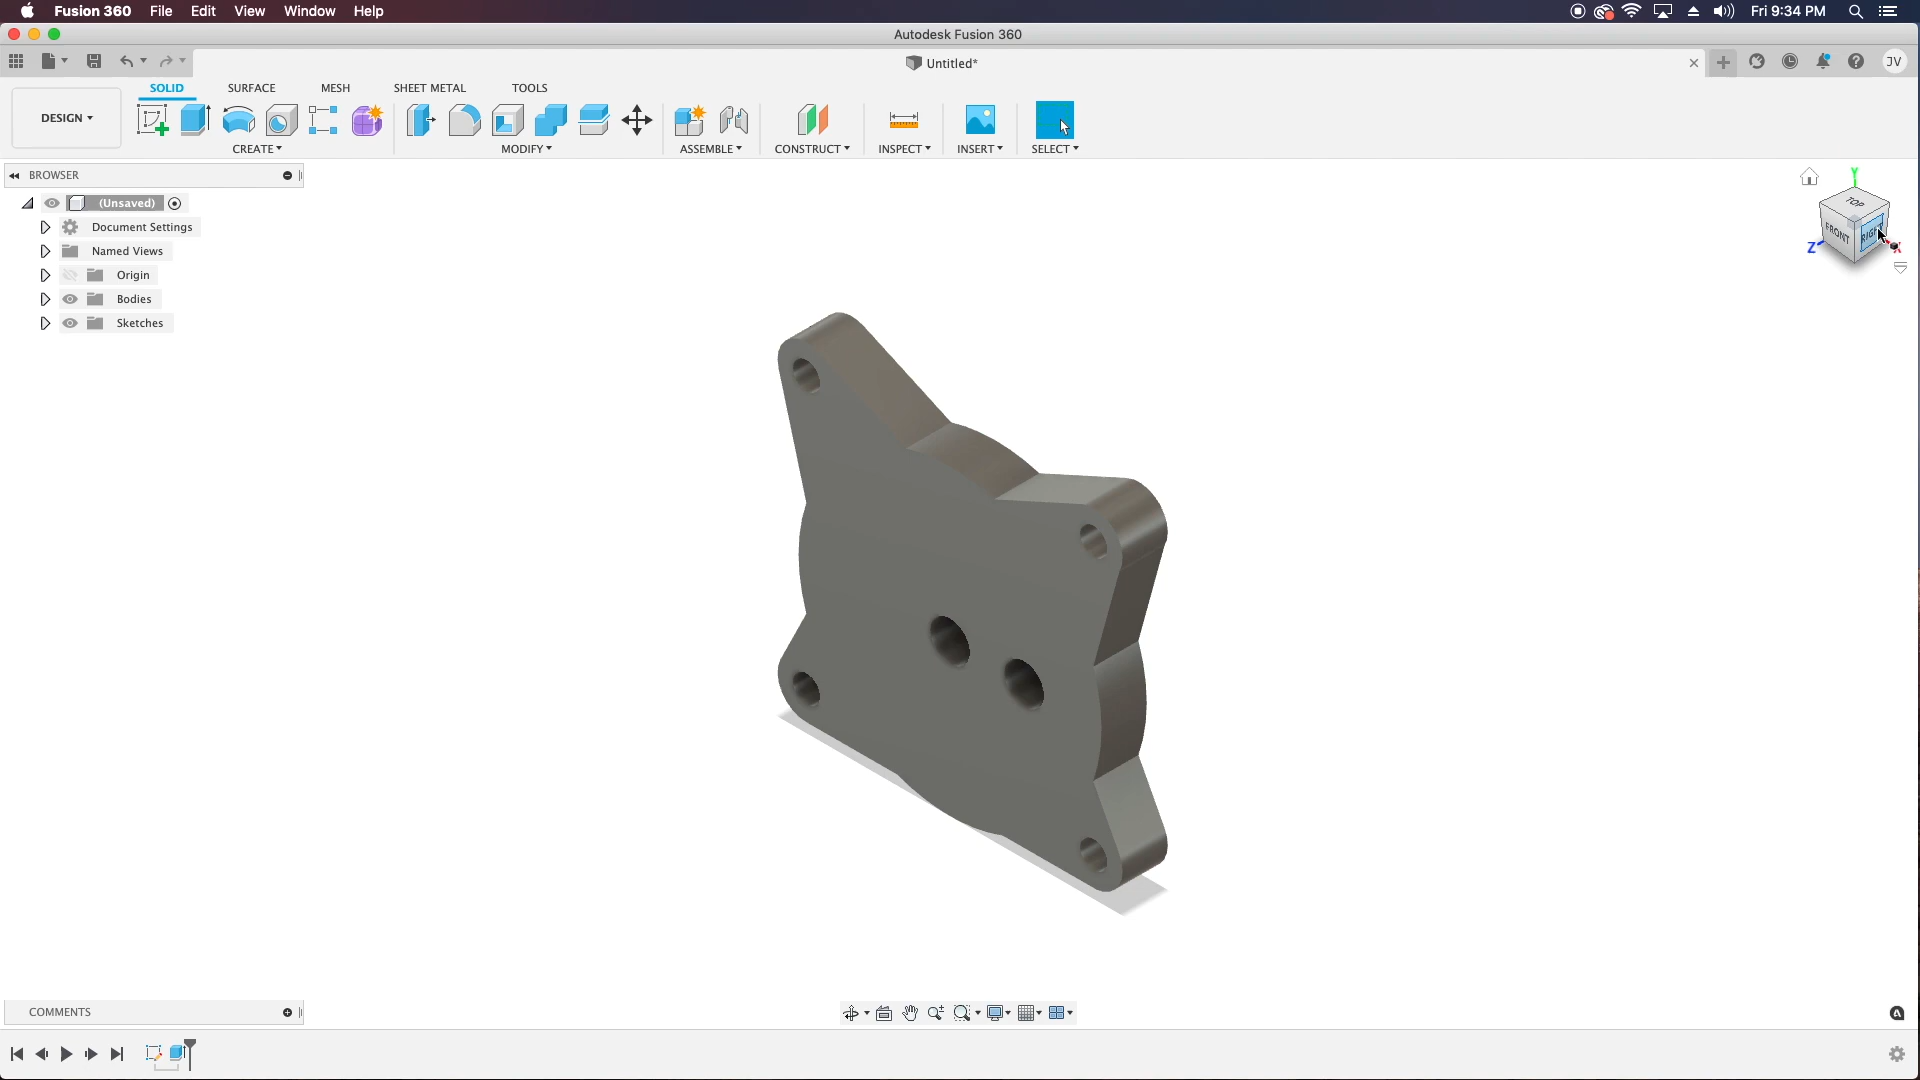 Fusion 360 File Edit View Window Help Fri 9:34 PM
Autodesk Fusion 360
Untitled* JV
SOLID SURFACE MESH SHEET METAL TOOLS
DESIGN
CREATE MODIFY ASSEMBLE CONSTRUCT INSPECT INSERT SELECT
BROWSER
(Unsaved)
Document Settings
Named Views
Origin
Bodies
Sketches
Y
TOP
FRONT RIGHT
Z X
COMMENTS